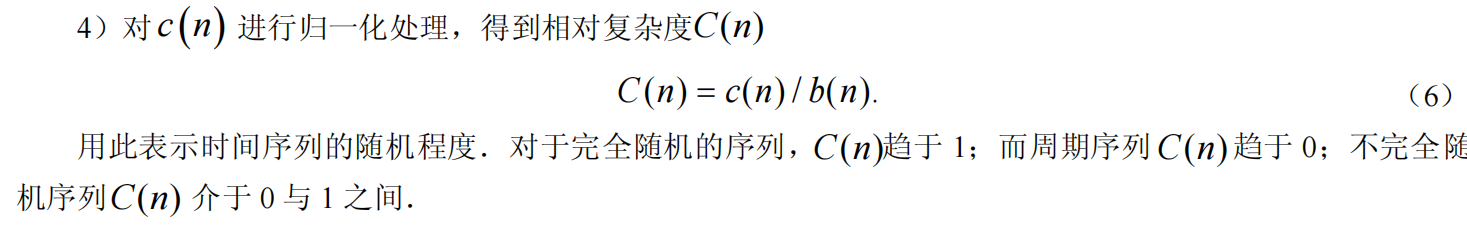 4）对c(n)进行归一化处理，得到相对复杂度C(n)
C(n) = c(n) / b(n). （6）
用此表示时间序列的随机程度．对于完全随机的序列，C(n)趋于 1；而周期序列C(n)趋于 0；不完全随
机序列C(n)介于 0 与 1 之间．